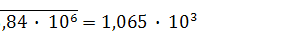 ,84 · 10⁶ = 1,065 · 10³